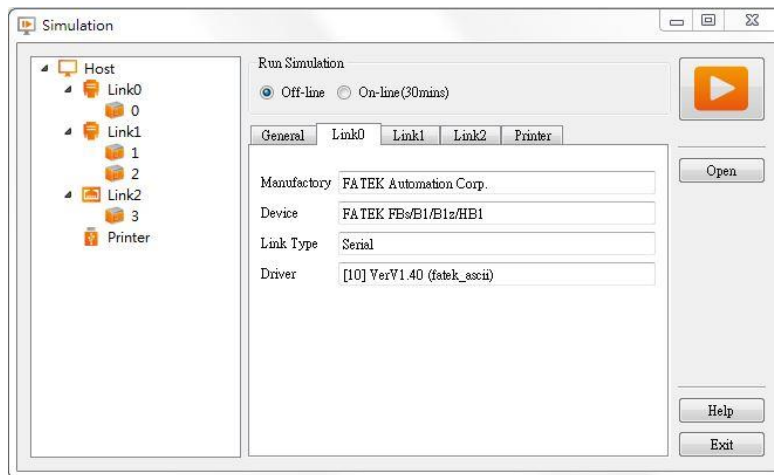 Simulation
Host
Link0
0
Link1
1
2
Link2
3
Printer
Run Simulation
Off-line On-line(30mins)
General Link0 Link1 Link2 Printer
Manufactory FATEK Automation Corp.
Device FATEK FBs/B1/B1z/HB1
Link Type Serial
Driver [10] VerV1.40 (fatek_ascii)
Open
Help
Exit